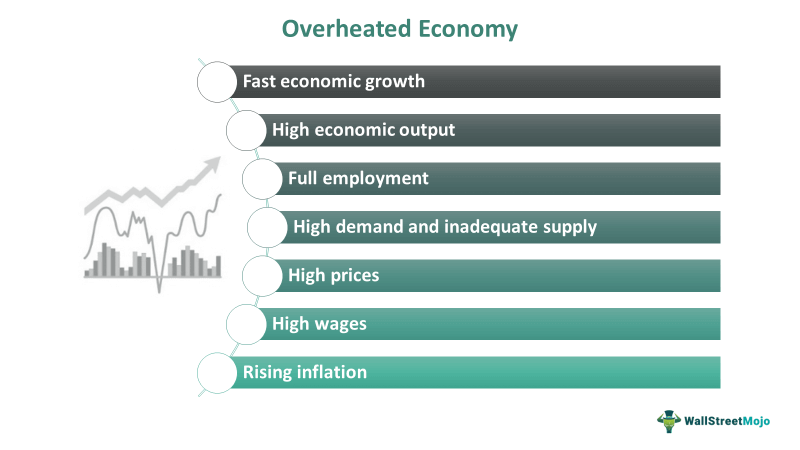 Overheated Economy
Fast economic growth
High economic output
Full employment
High demand and inadequate supply
High prices
High wages
Rising inflation
WallStreetMojo